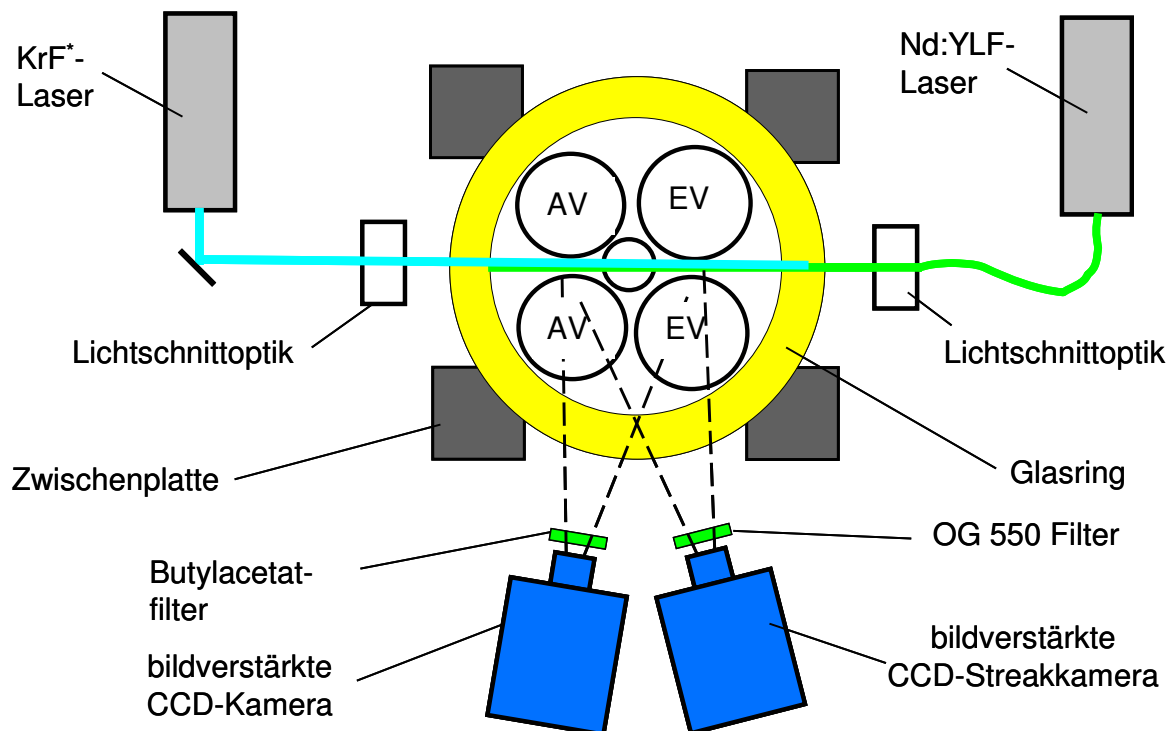 KrF*-
Laser
Nd:YLF-
Laser
AV
EV
AV
EV
Lichtschnittoptik
Lichtschnittoptik
Zwischenplatte
Glasring
OG 550 Filter
Butylacetat-
filter
bildverstärkte
CCD-Kamera
bildverstärkte
CCD-Streakkamera